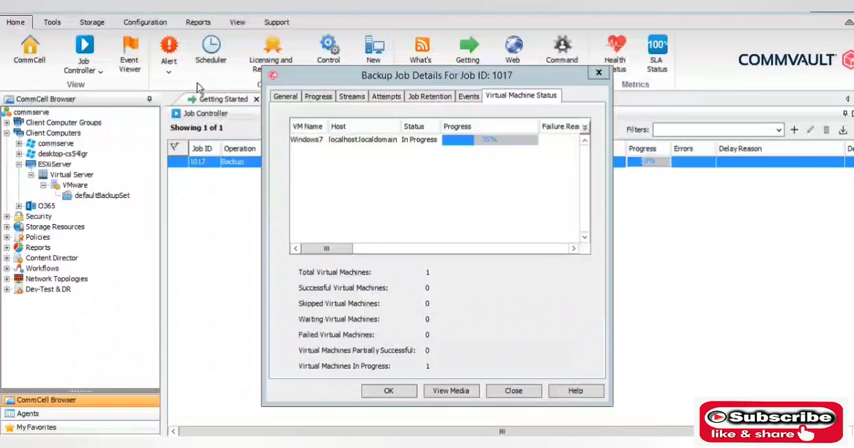 Home Tools Storage Configuration Reports View Support
CommCell Job Event Alert Scheduler Licensing and Control New What's Getting Web Command Health SLA
Controller Viewer Status
View Metrics
COMMVAULT
CommCell Browser
commserve
Client Computer Groups
Client Computers
commserve
desktop-cs54lgr
ESXiServer
Virtual Server
VMware
defaultBackupSet
O365
Security
Storage Resources
Policies
Reports
Content Director
Workflows
Network Topologies
Dev-Test & DR
CommCell Browser
Agents
My Favorites
Getting Started
Job Controller
Showing 1 of 1
Filters:
Job ID Operation Progress Errors Delay Reason
1017 Backup
Backup Job Details For Job ID: 1017
General Progress Streams Attempts Job Retention Events Virtual Machine Status
VM Name Host Status Progress Failure Rea
Windows7 localhost.localdomain In Progress
Total Virtual Machines: 1
Successful Virtual Machines: 0
Skipped Virtual Machines: 0
Waiting Virtual Machines: 0
Failed Virtual Machines: 0
Virtual Machines Partially Successful: 0
Virtual Machines In Progress: 1
OK View Media Close Help
Subscribe
like & share